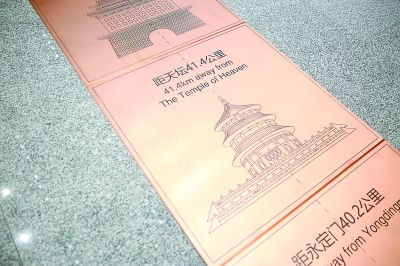 距天坛41.4公里
41.4km away from
The Temple of Heaven
距永定门40.2公里
away from Yongding